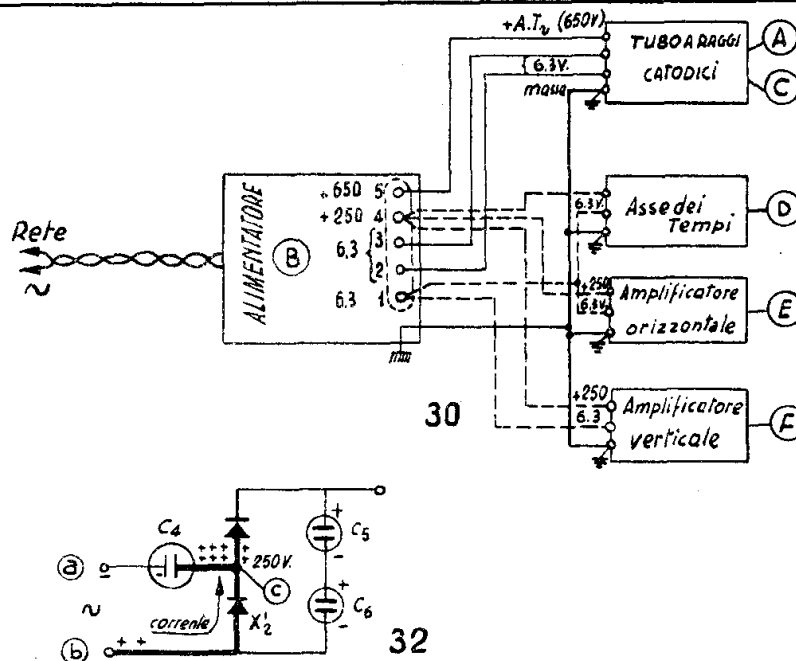 +A.T₂ (650V)
TUBO A RAGGI
CATODICI
A
C
6.3V.
massa
ALIMENTATORE
B
+650 5
+250 4
6,3
3
2
6.3 1
Rete
~
6.3V.
Asse dei
Tempi
D
+250
6.3V.
Amplificatore
orizzontale
E
+250
6.3
Amplificatore
verticale
F
30
C4
+ + +
+ + +
+
+
250V.
a
-
c
~
corrente
X'2
b
+ +
+
C5
-
+
C6
-
32